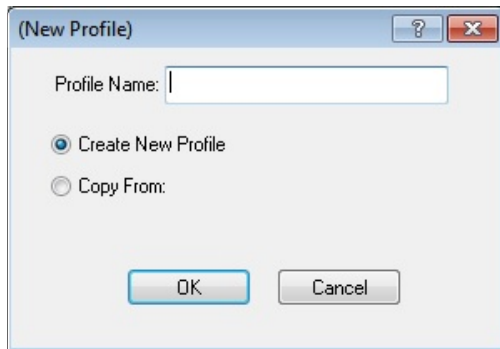 (New Profile)
?
Profile Name:
Create New Profile
Copy From:
OK
Cancel